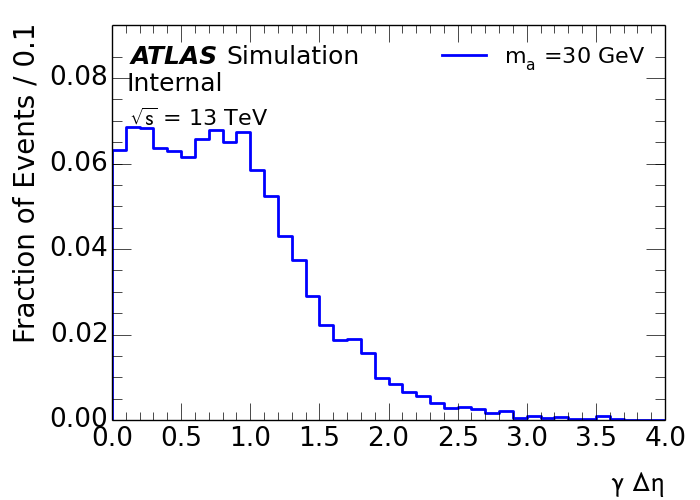 ATLAS Simulation
Internal
√s = 13 TeV
mₐ =30 GeV
Fraction of Events / 0.1
0.08
0.06
0.04
0.02
0.00
0.0 0.5 1.0 1.5 2.0 2.5 3.0 3.5 4.0
γ Δη